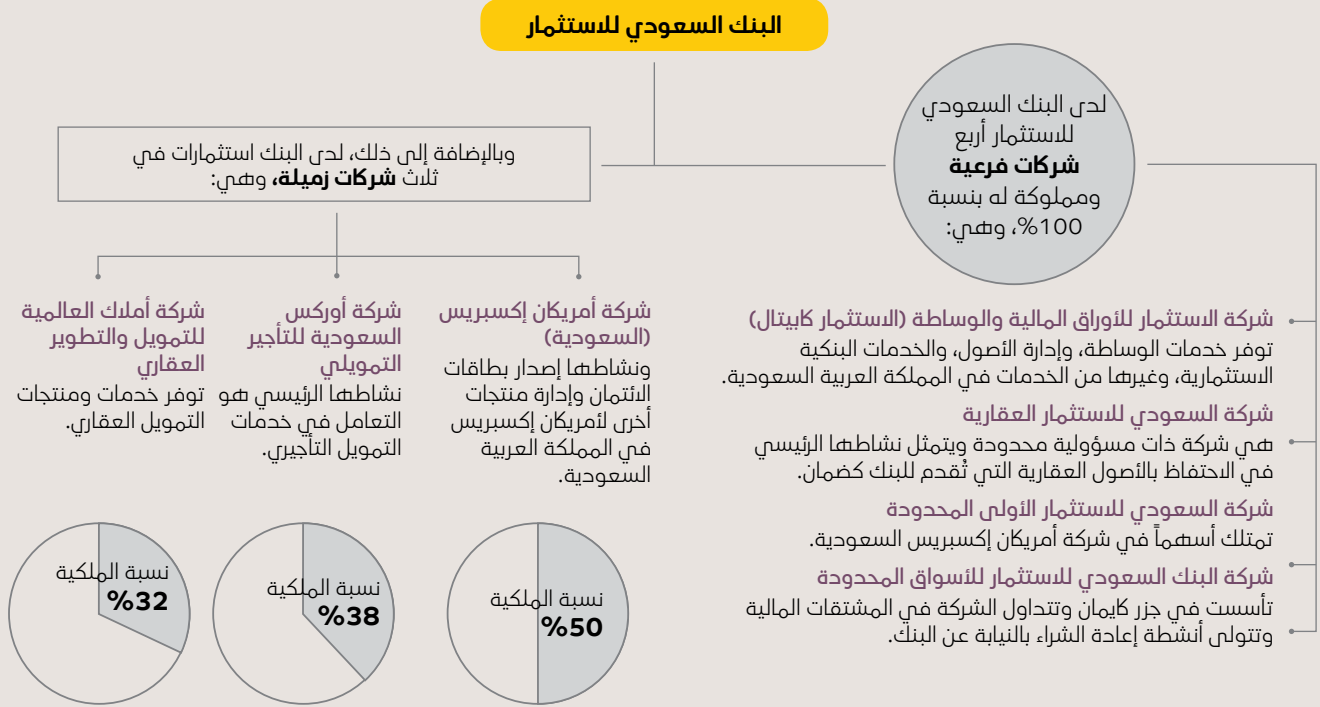 البنك السعودي للاستثمار
لدى البنك السعودي
للاستثمار أربع
شركات فرعية
ومملوكة له بنسبة
100%، وهي:
شركة الاستثمار للأوراق المالية والوساطة (الاستثمار كابيتال)
توفر خدمات الوساطة، وإدارة الأصول، والخدمات البنكية
الاستثمارية، وغيرها من الخدمات في المملكة العربية السعودية.
شركة السعودي للاستثمار العقارية
هي شركة ذات مسؤولية محدودة ويتمثل نشاطها الرئيسي
في الاحتفاظ بالأصول العقارية التي تُقدم للبنك كضمان.
شركة السعودي للاستثمار الأولى المحدودة
تمتلك أسهماً في شركة أمريكان إكسبريس السعودية.
شركة البنك السعودي للاستثمار للأسواق المحدودة
تأسست في جزر كايمان وتتداول الشركة في المشتقات المالية
وتتولى أنشطة إعادة الشراء بالنيابة عن البنك.
وبالإضافة إلى ذلك، لدى البنك استثمارات في
ثلاث شركات زميلة، وهي:
شركة أمريكان إكسبريس
(السعودية)
ونشاطها إصدار بطاقات
الائتمان وإدارة منتجات
أخرى لأمريكان إكسبريس
في المملكة العربية
السعودية.
نسبة الملكية
%50
شركة أوركس
السعودية للتأجير
التمويلي
نشاطها الرئيسي هو
التعامل في خدمات
التمويل التأجيري.
نسبة الملكية
%38
شركة أملاك العالمية
للتمويل والتطوير
العقاري
توفر خدمات ومنتجات
التمويل العقاري.
نسبة الملكية
%32